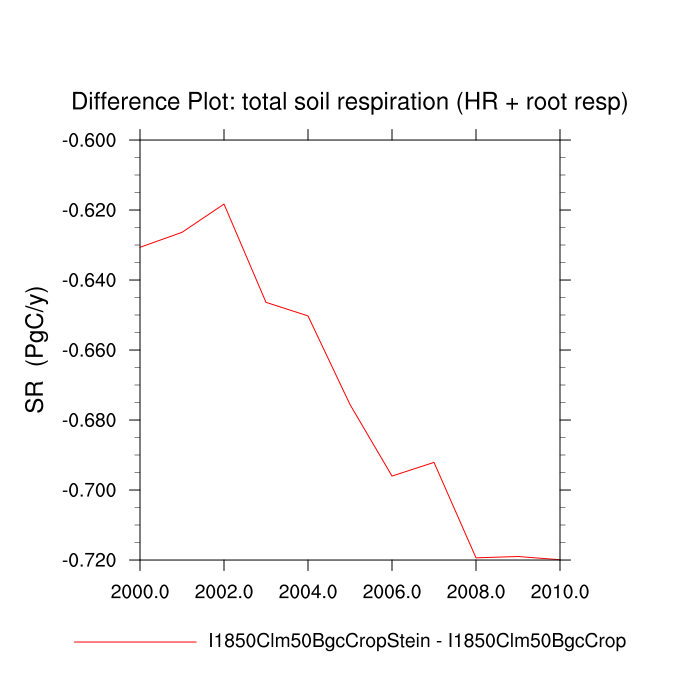 Difference Plot: total soil respiration (HR + root resp)
-0.600
-0.620
-0.640
-0.660
-0.680
-0.700
-0.720
SR (PgC/y)
2000.0 2002.0 2004.0 2006.0 2008.0 2010.0
I1850Clm50BgcCropStein - I1850Clm50BgcCrop